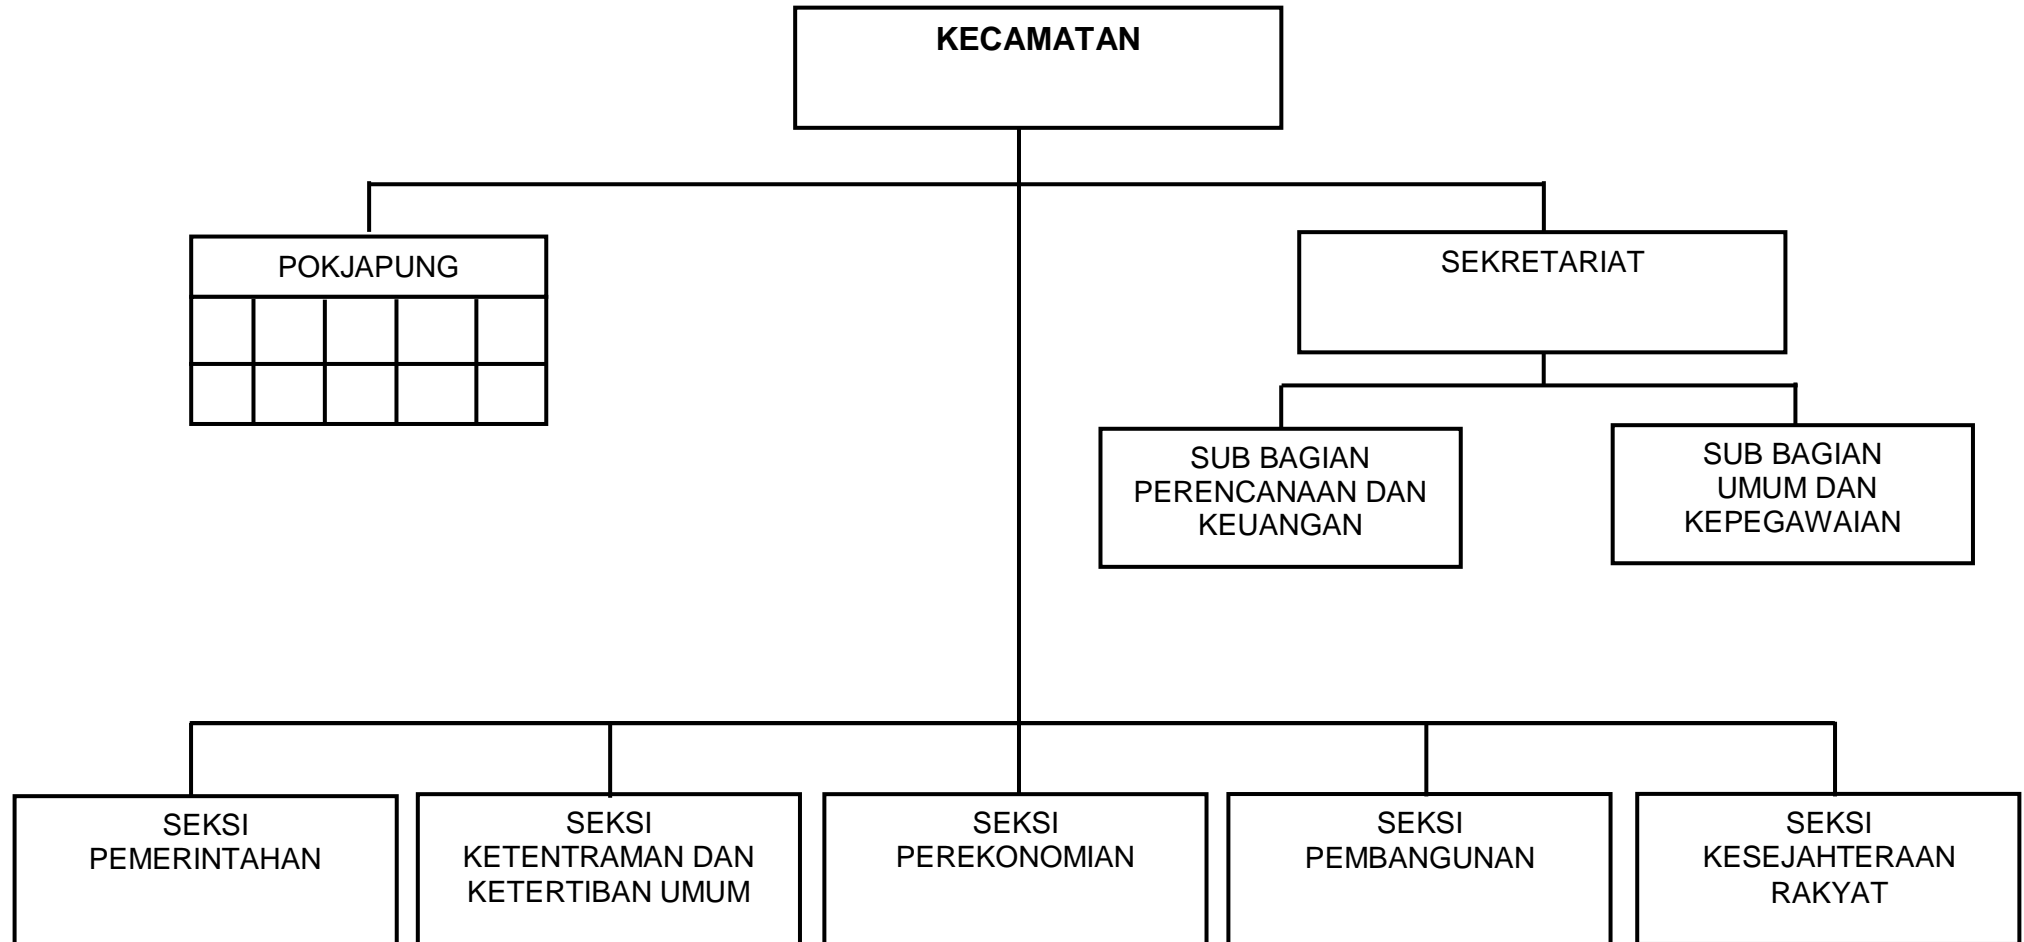 KECAMATAN
POKJAPUNG
SEKRETARIAT
SUB BAGIAN
PERENCANAAN DAN
KEUANGAN
SUB BAGIAN
UMUM DAN
KEPEGAWAIAN
SEKSI
PEMERINTAHAN
SEKSI
KETENTRAMAN DAN
KETERTIBAN UMUM
SEKSI
PEREKONOMIAN
SEKSI
PEMBANGUNAN
SEKSI
KESEJAHTERAAN
RAKYAT